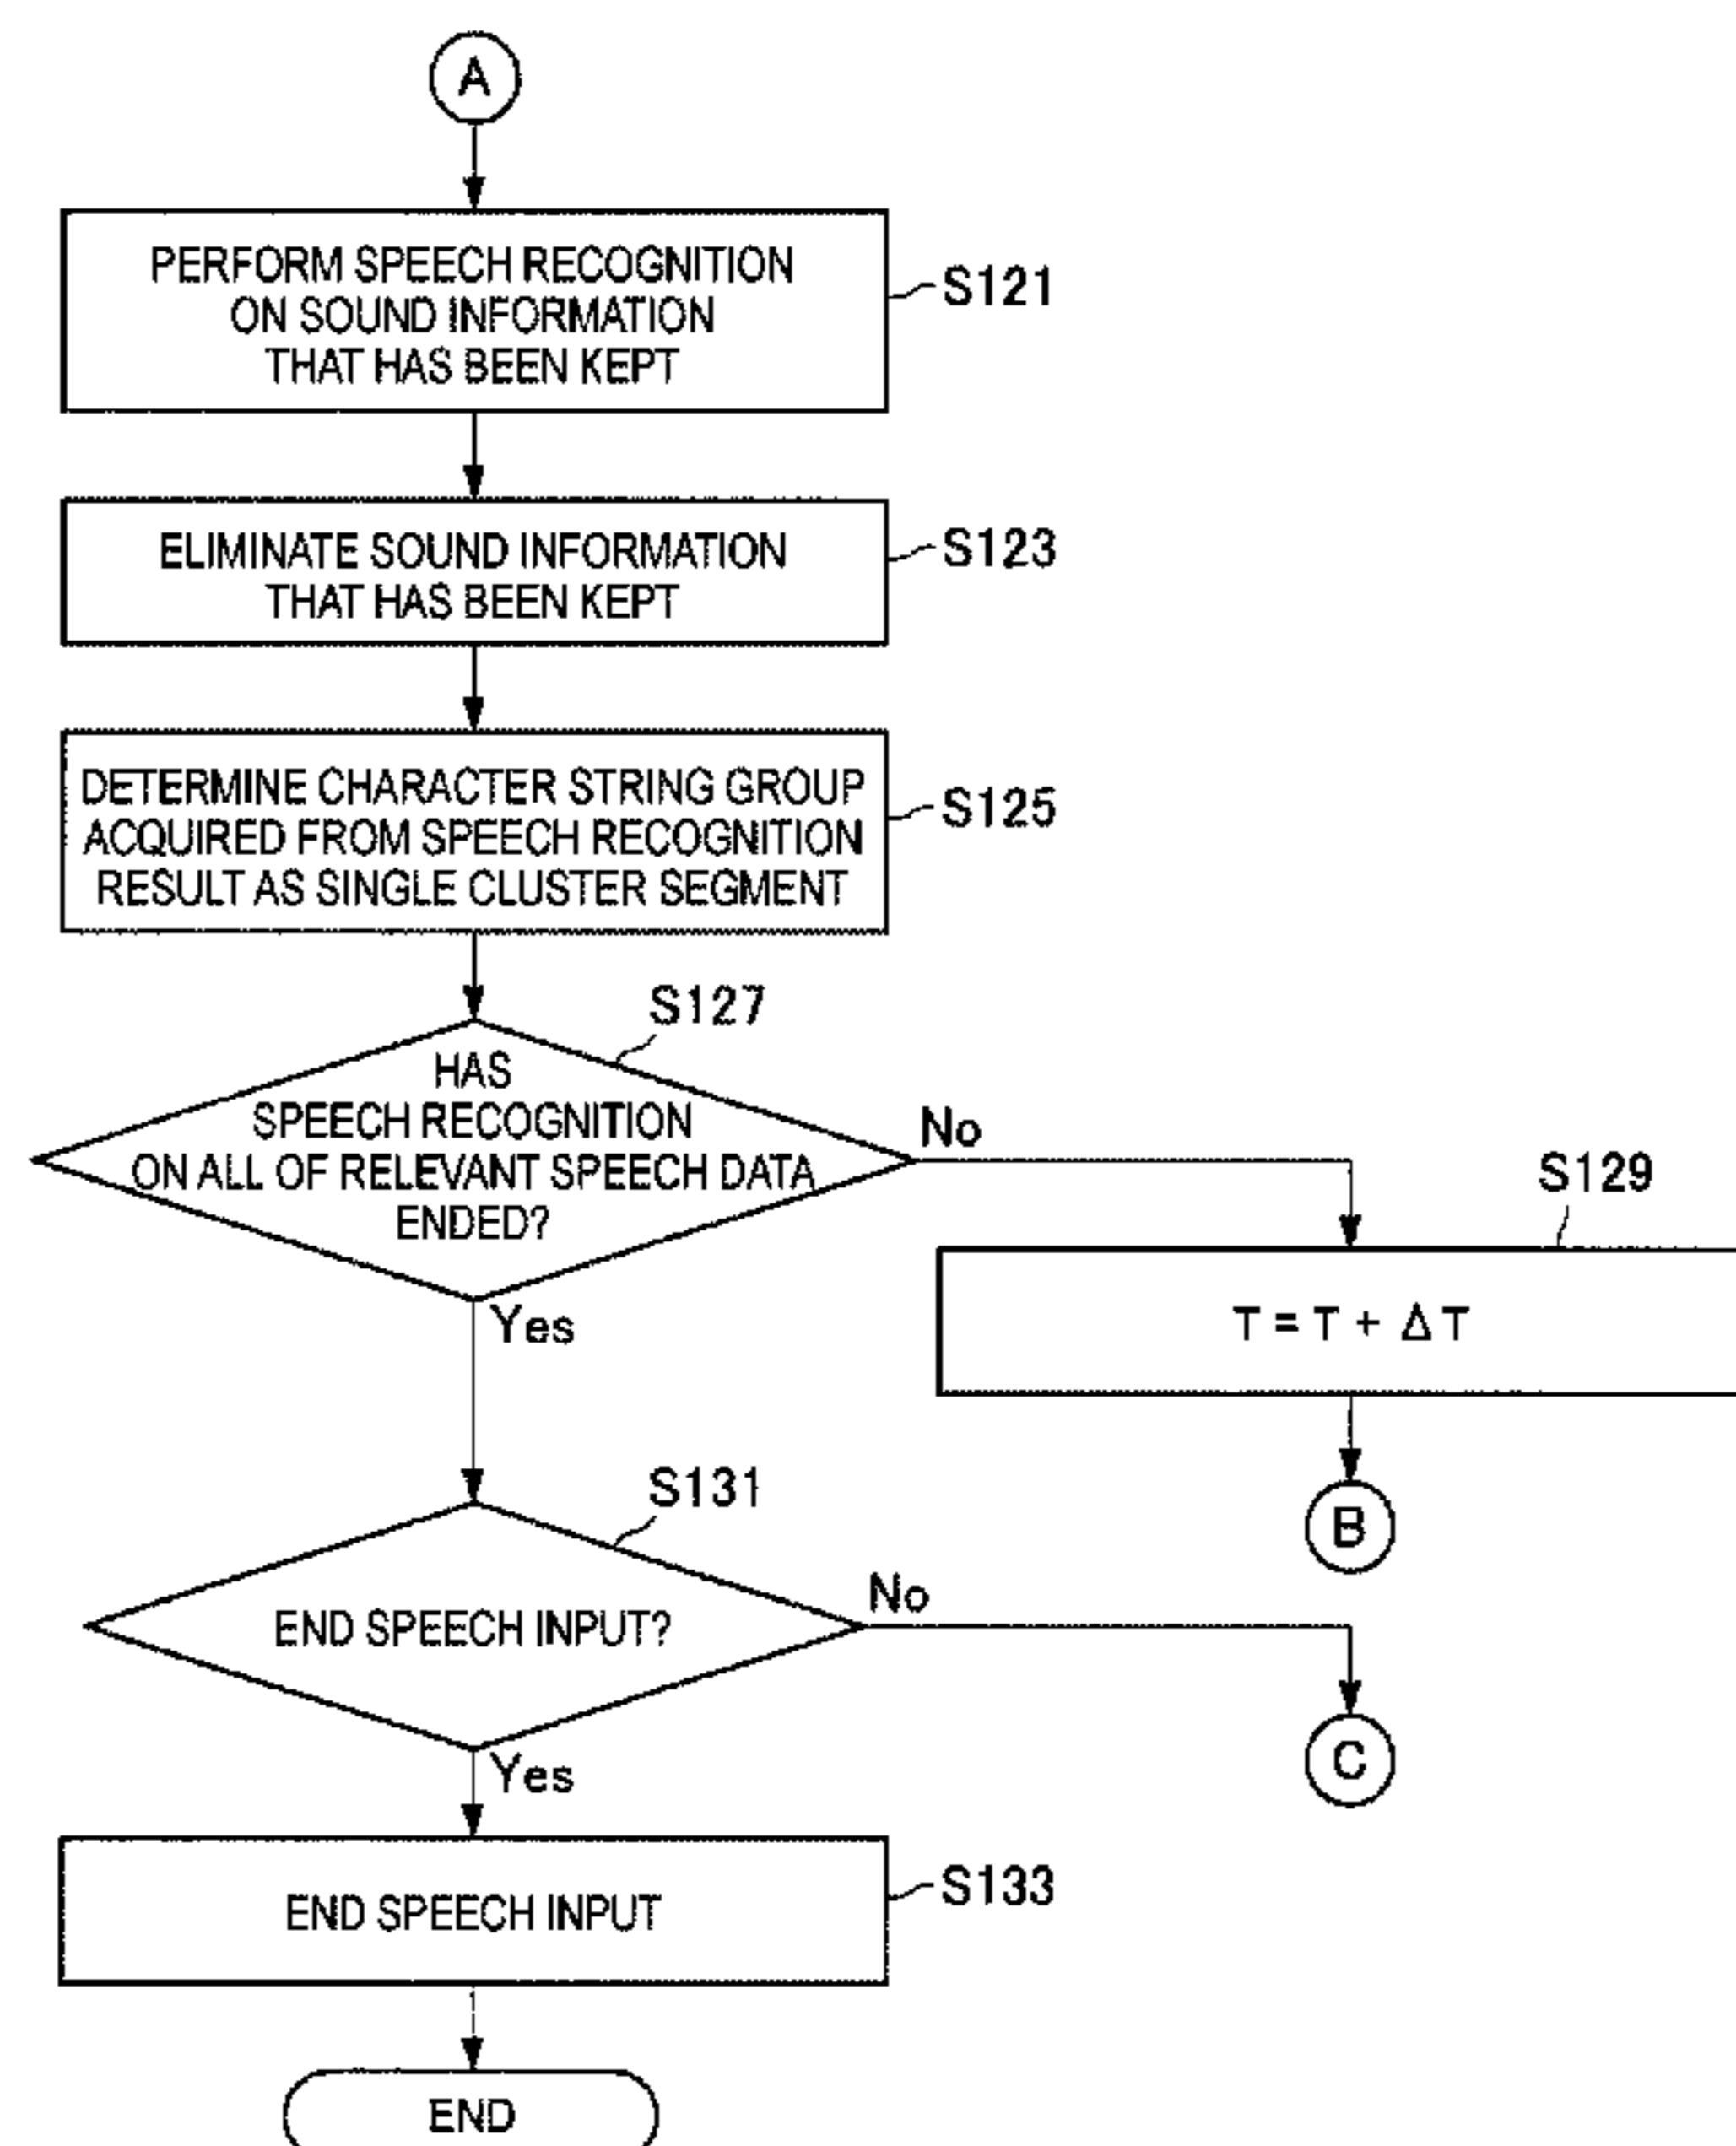 A
PERFORM SPEECH RECOGNITION
ON SOUND INFORMATION
THAT HAS BEEN KEPT
S121
ELIMINATE SOUND INFORMATION
THAT HAS BEEN KEPT
S123
DETERMINE CHARACTER STRING GROUP
ACQUIRED FROM SPEECH RECOGNITION
RESULT AS SINGLE CLUSTER SEGMENT
S125
S127
HAS
SPEECH RECOGNITION
ON ALL OF RELEVANT SPEECH DATA
ENDED?
No
Yes
S129
T = T + Δ T
B
S131
END SPEECH INPUT?
No
C
Yes
END SPEECH INPUT
S133
END